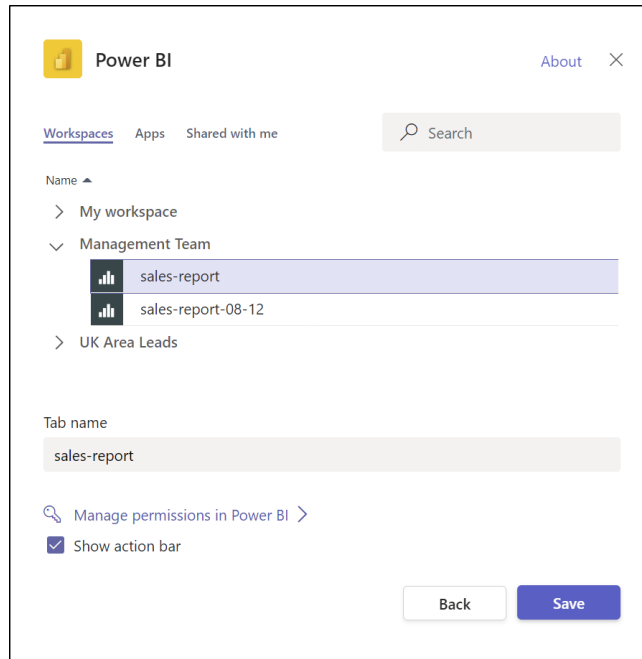 Power BI
About
Workspaces Apps Shared with me
Search
Name
My workspace
Management Team
sales-report
sales-report-08-12
UK Area Leads
Tab name
sales-report
Manage permissions in Power BI
Show action bar
Back Save